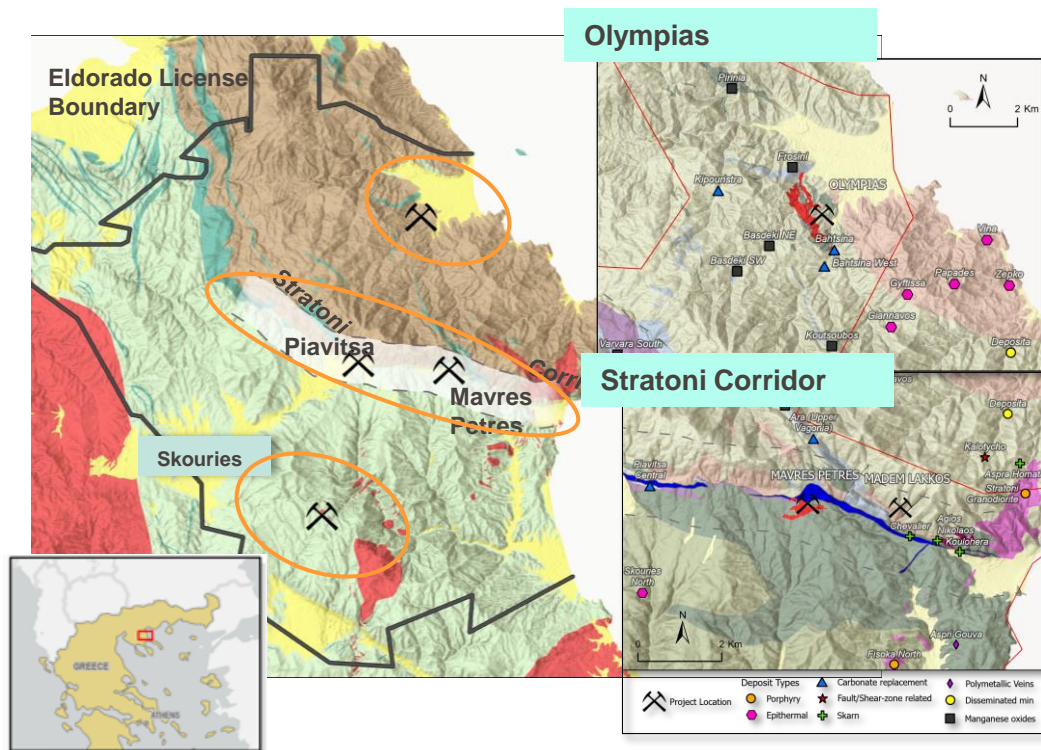 Eldorado License
Boundary
Stratoni
Piavitsa
Mavres
Petres
Skouries
GREECE
ATHENS
Olympias
Pirinia
N
0 2 Km
Frosini
Kipouristra
OLYMPIAS
Basdeki NE
Bahtsina
Vina
Basdeki SW
Bahtsina West
Papades
Zepko
Gyftissa
Giannavos
Koutsoubos
Varvara South
Deposita
Stratoni Corridor
Deposita
Ara (Upper
Vagonia)
Piavitsa
Central
MAVRES PETRES
MADEM LAKKOS
Stratoni
Granodiorite
Chevalier
Agios
Nikolaos
Koulohera
Skouries
North
N
0 2 Km
Aspri Gouva
Fisoka North
Project Location
Deposit Types
Porphyry
Epithermal
Carbonate replacement
Fault/Shear-zone related
Skarn
Polymetallic Veins
Disseminated min
Manganese oxides